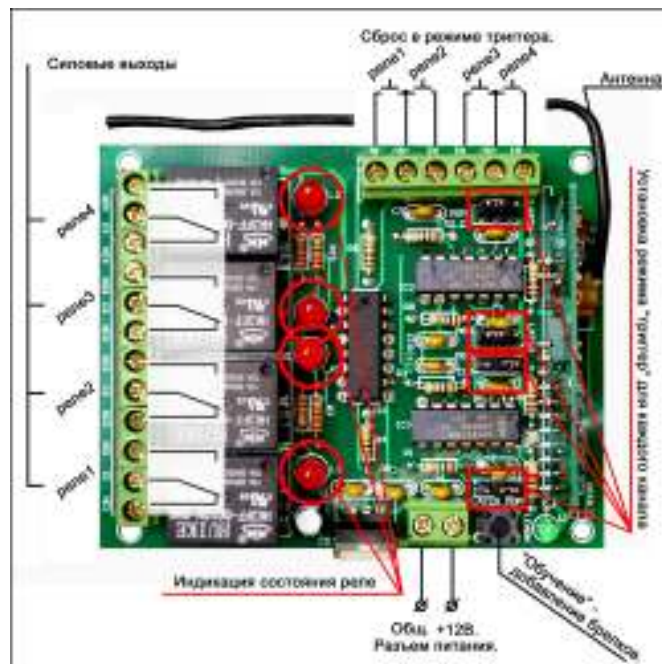 Сброс в режиме триггера.
реле1
реле2
реле3
реле4
Силовые выходы
Антенна
реле4
реле3
реле2
реле1
Установка режима "триггер" для каждого канала
HUIKE
Индикация состояния реле
Общ. +12В.
Разъем питания.
"Обучение" -
добавление брелков.